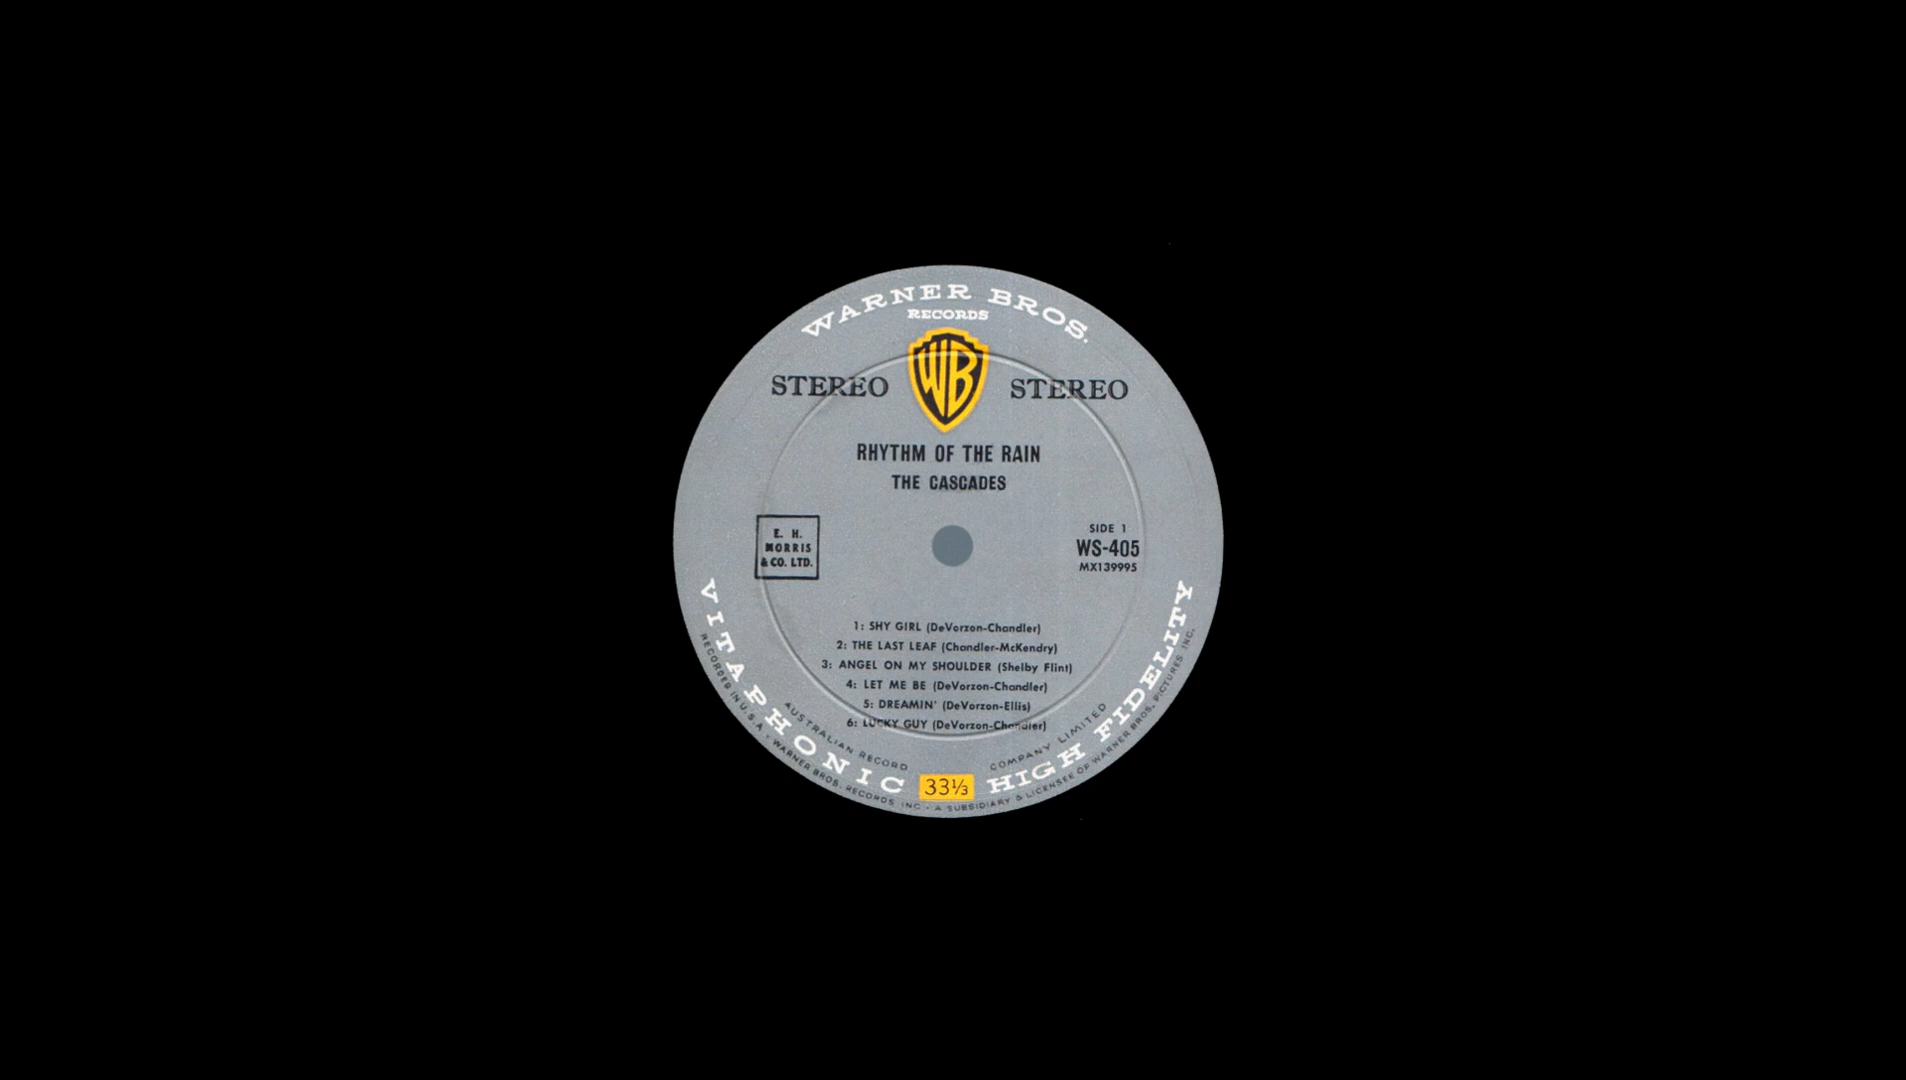 WARNER BROS.
RECORDS
WB
STEREO STEREO
RHYTHM OF THE RAIN
THE CASCADES
E. H.
MORRIS
& CO. LTD.
SIDE 1
WS-405
MX139995
1: SHY GIRL (DeVorzon-Chandler)
2: THE LAST LEAF (Chandler-McKendry)
3: ANGEL ON MY SHOULDER (Shelby Flint)
4: LET ME BE (DeVorzon-Chandler)
5: DREAMIN' (DeVorzon-Ellis)
6: LUCKY GUY (DeVorzon-Chandler)
AUSTRALIAN RECORD COMPANY LIMITED
VITAPHONIC 33⅓ HIGH FIDELITY
RECORDED IN U.S.A. • WARNER BROS. RECORDS INC • A SUBSIDIARY & LICENSEE OF WARNER BROS. PICTURES INC.